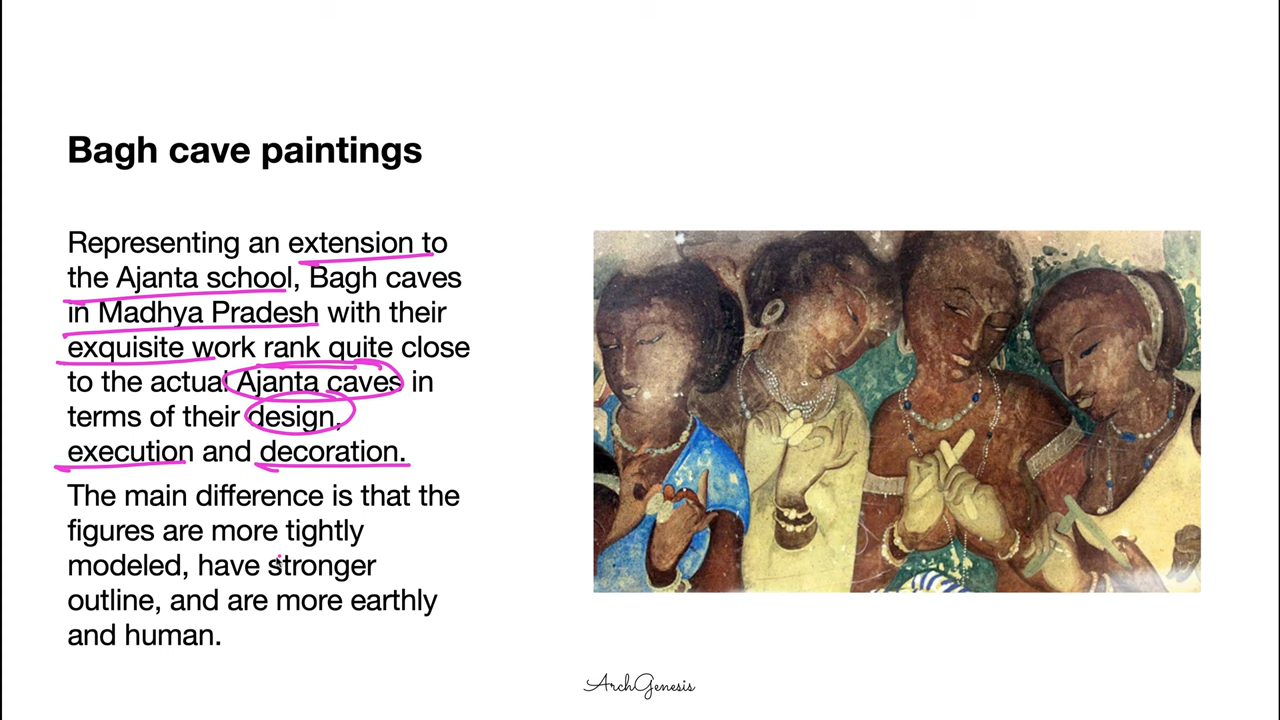 Bagh cave paintings
Representing an extension to
the Ajanta school, Bagh caves
in Madhya Pradesh with their
exquisite work rank quite close
to the actual Ajanta caves in
terms of their design,
execution and decoration.
The main difference is that the
figures are more tightly
modeled, have stronger
outline, and are more earthly
and human.
ArchGenesis